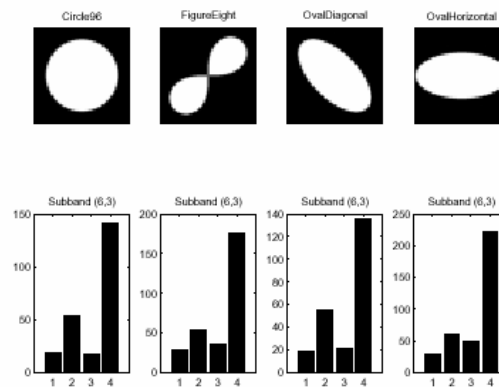 Circle96 FigureEight OvalDiagonal OvalHorizontal
Subband (6,3) Subband (6,3) Subband (6,3) Subband (6,3)
150 200 140 250
120
200
150
100 100
150
80
100
60
100
50
50 40
50
20
0 0 0 0
1 2 3 4 1 2 3 4 1 2 3 4 1 2 3 4